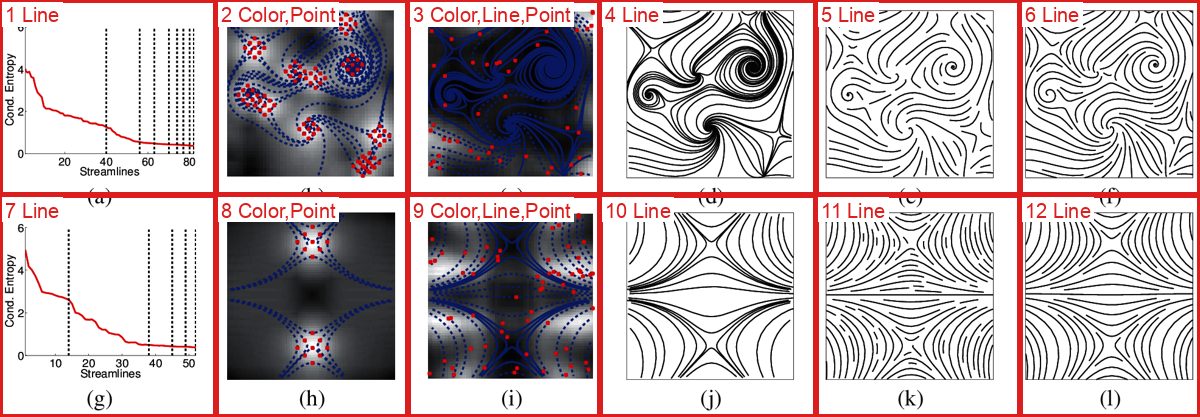 1 Line
2 Color,Point
3 Color,Line,Point
4 Line
5 Line
6 Line
6
4
2
0
Cond. Entropy
20
40
60
80
Streamlines
(a)
(d)
(e)
(f)
7 Line
8 Color,Point
9 Color,Line,Point
10 Line
11 Line
12 Line
6
4
2
0
Cond. Entropy
10
20
30
40
50
Streamlines
(g)
(h)
(i)
(j)
(k)
(l)